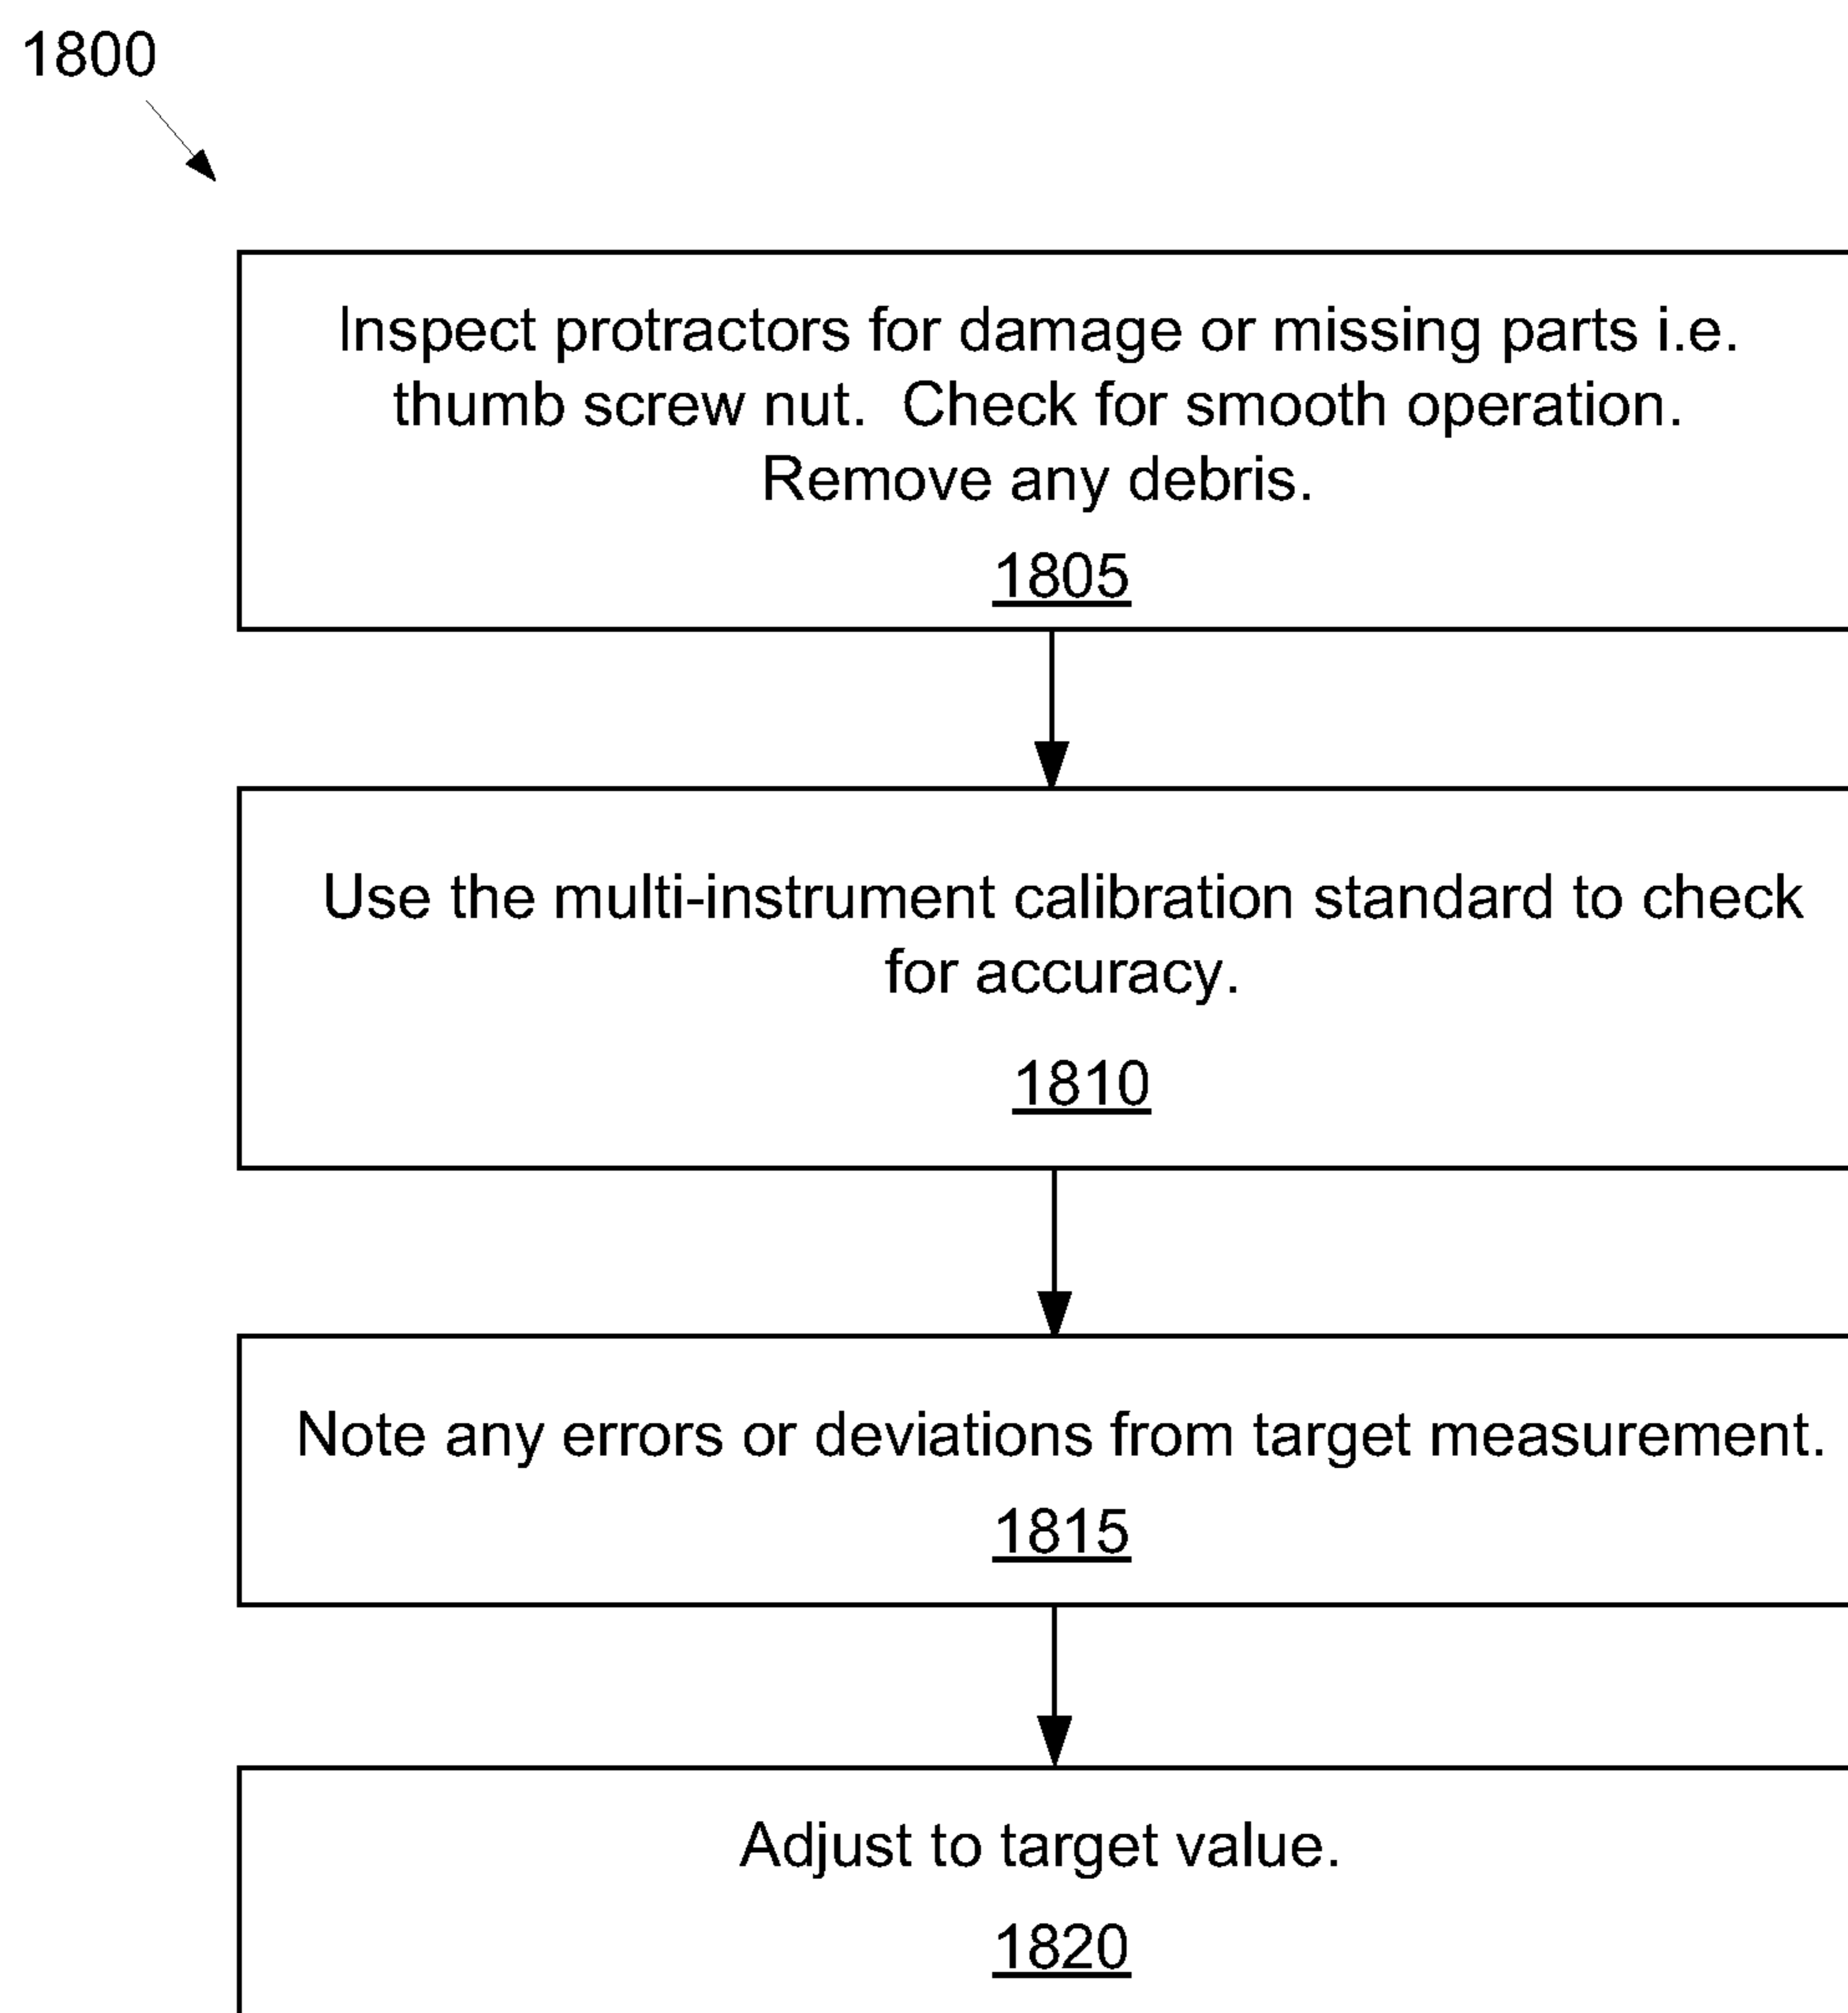 1800
Inspect protractors for damage or missing parts i.e.
thumb screw nut.  Check for smooth operation.
Remove any debris.
1805
Use the multi-instrument calibration standard to check
for accuracy.
1810
Note any errors or deviations from target measurement.
1815
Adjust to target value.
1820